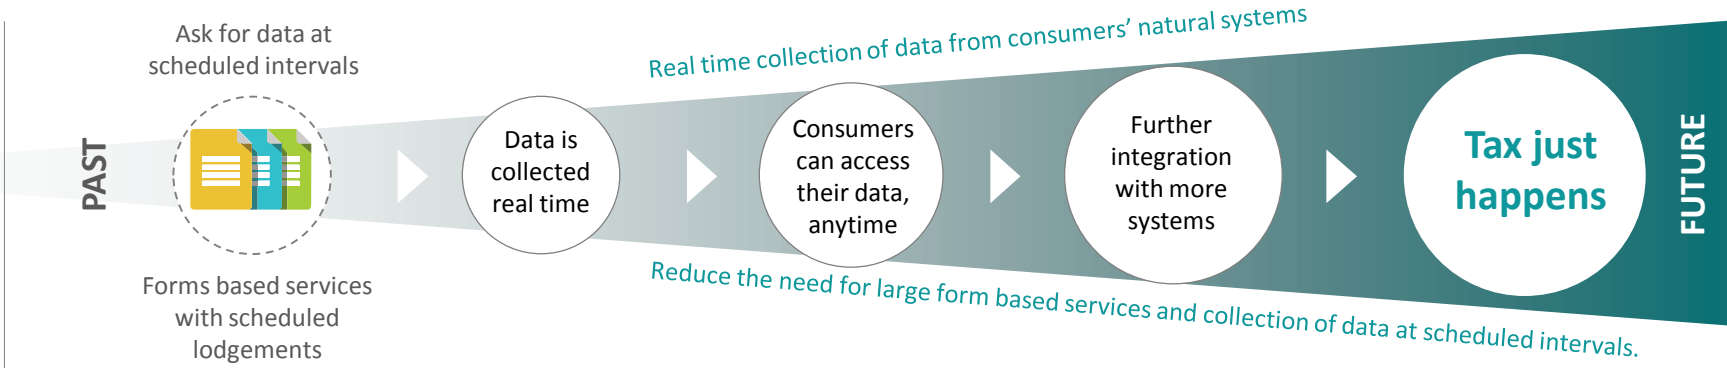 PAST
Ask for data at
scheduled intervals
Forms based services
with scheduled
lodgements
Real time collection of data from consumers’ natural systems
Data is
collected
real time
Consumers
can access
their data,
anytime
Further
integration
with more
systems
Tax just
happens
Reduce the need for large form based services and collection of data at scheduled intervals.
FUTURE